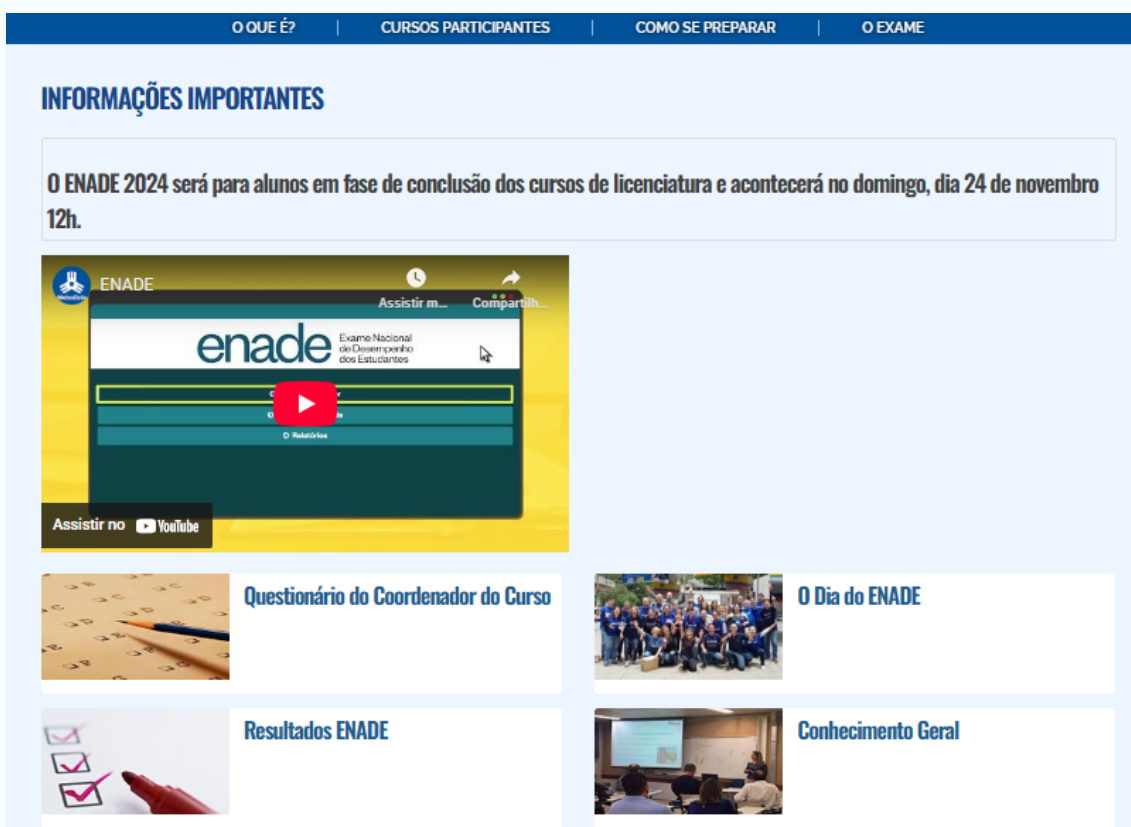 O QUE É? | CURSOS PARTICIPANTES | COMO SE PREPARAR | O EXAME
INFORMAÇÕES IMPORTANTES
O ENADE 2024 será para alunos em fase de conclusão dos cursos de licenciatura e acontecerá no domingo, dia 24 de novembro
12h.
ENADE
Assistir m... Compartilh...
enade Exame Nacional
de Desempenho
dos Estudantes
Relatórios
Assistir no YouTube
Questionário do Coordenador do Curso
O Dia do ENADE
Resultados ENADE
Conhecimento Geral